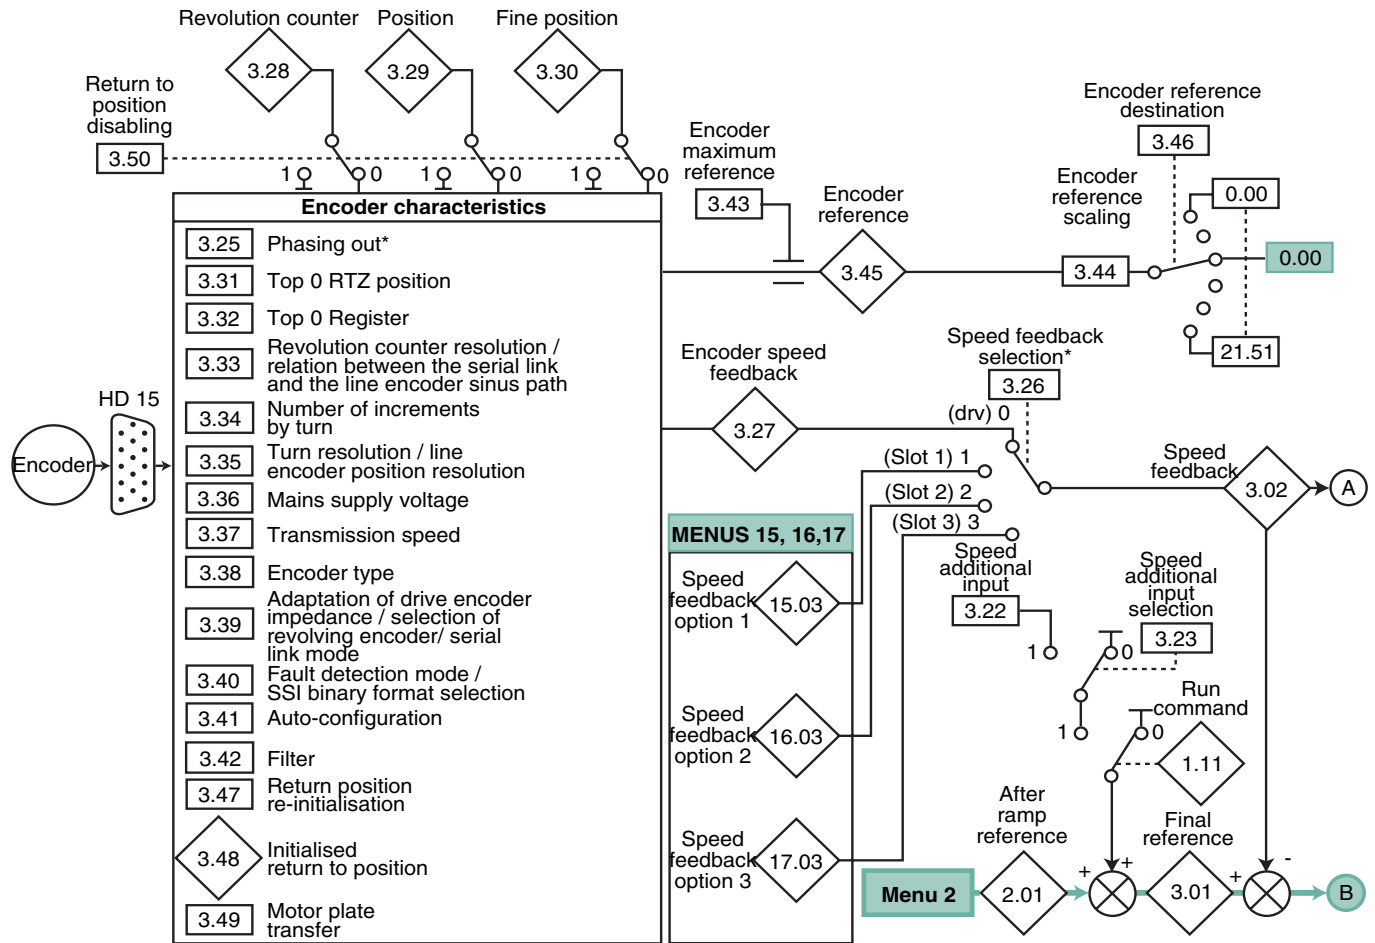 Revolution counter
Position
Fine position
3.28
3.29
3.30
Return to
position
disabling
3.50
1
0
1
0
1
0
Encoder characteristics
3.25 Phasing out*
3.31 Top 0 RTZ position
3.32 Top 0 Register
3.33 Revolution counter resolution /
relation between the serial link
and the line encoder sinus path
3.34 Number of increments
by turn
3.35 Turn resolution / line
encoder position resolution
3.36 Mains supply voltage
3.37 Transmission speed
3.38 Encoder type
3.39 Adaptation of drive encoder
impedance / selection of
revolving encoder/ serial
link mode
3.40 Fault detection mode /
SSI binary format selection
3.41 Auto-configuration
3.42 Filter
3.47 Return position
re-initialisation
3.48 Initialised
return to position
3.49 Motor plate
transfer
Encoder
HD 15
Encoder
maximum
reference
3.43
Encoder
reference
3.45
Encoder reference
destination
3.46
Encoder
reference
scaling
3.44
0.00
0.00
21.51
Encoder speed
feedback
3.27
Speed feedback
selection*
3.26
(drv) 0
(Slot 1) 1
(Slot 2) 2
(Slot 3) 3
Speed
feedback
3.02
A
MENUS 15, 16,17
Speed
feedback
option 1
15.03
Speed
feedback
option 2
16.03
Speed
feedback
option 3
17.03
Speed
additional
input
3.22
Speed
additional
input
selection
3.23
1
0
Run
command
1.11
1
0
After
ramp
reference
Final
reference
Menu 2
2.01
+
+
3.01
+
-
B